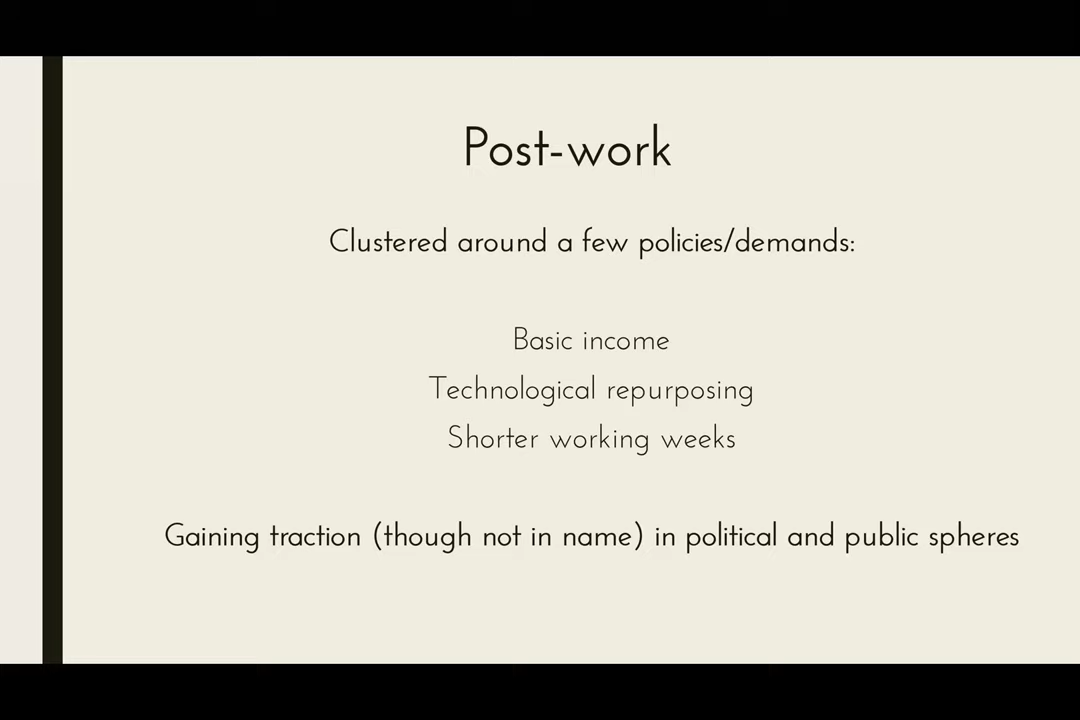 Post-work
Clustered around a few policies/demands:
Basic income
Technological repurposing
Shorter working weeks
Gaining traction (though not in name) in political and public spheres